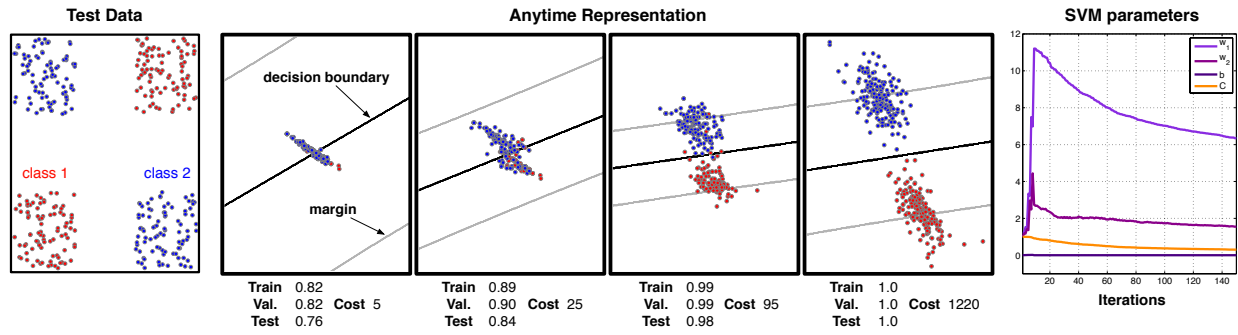 Test Data
Anytime Representation
SVM parameters
class 1
class 2
decision boundary
margin
Train 0.82
Val. 0.82 Cost 5
Test 0.76
Train 0.89
Val. 0.90 Cost 25
Test 0.84
Train 0.99
Val. 0.99 Cost 95
Test 0.98
Train 1.0
Val. 1.0 Cost 1220
Test 1.0
12
10
8
6
4
2
0
w1
w2
b
C
20 40 60 80 100 120 140
Iterations